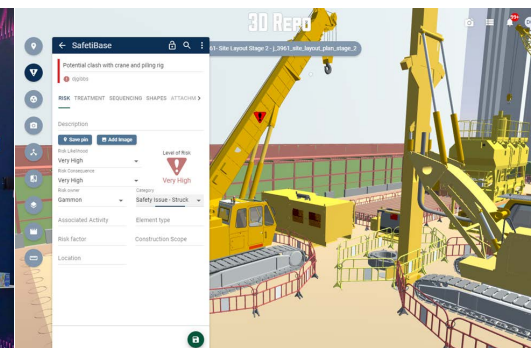 3D Repo
99+
SafetiBase
61- Site Layout Stage 2 - j_3961_site_layout_plan_stage_2
Potential clash with crane and piling rig
RISK TREATMENT SEQUENCING SHAPES ATTACHM
Description
Save pin Add Image
Risk Likelihood
Very High
Level of Risk
Risk Consequence
Very High
Very High
Risk owner
Gammon
Category
Safety Issue - Struck
Associated Activity
Element type
Risk factor
Construction Scope
Location